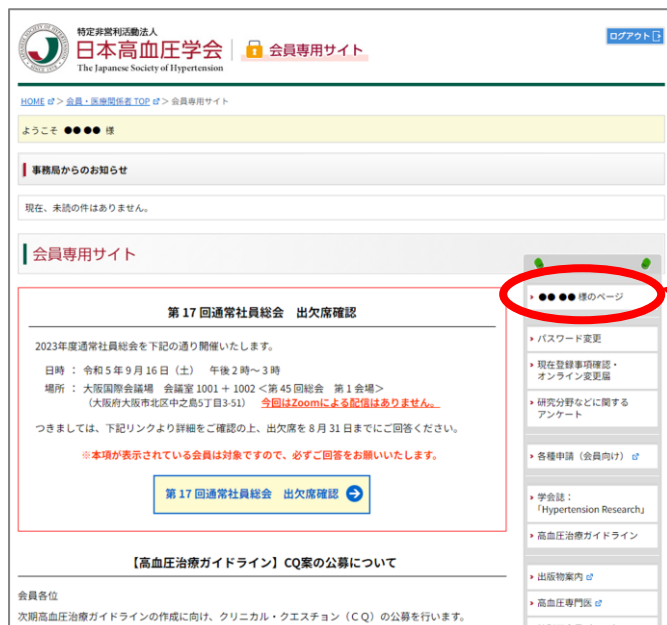 特定非営利活動法人
日本高血圧学会
The Japanese Society of Hypertension
会員専用サイト
ログアウト
HOME > 会員・医療関係者 TOP > 会員専用サイト
ようこそ ●● ●● 様
事務局からのお知らせ
現在、未読の件はありません。
会員専用サイト
第 17 回通常社員総会 出欠席確認
2023年度通常社員総会を下記の通り開催いたします。
日時 : 令和 5 年 9 月 16 日（土） 午後 2 時～ 3 時
場所 : 大阪国際会議場 会議室 1001 + 1002 ＜第 45 回総会 第 1 会場＞
（大阪府大阪市北区中之島5丁目3-51） 今回はZoomによる配信はありません。
つきましては、下記リンクより詳細をご確認の上、出欠席を 8 月 31 日までにご回答ください。
※本項が表示されている会員は対象ですので、必ずご回答をお願いいたします。
第 17 回通常社員総会 出欠席確認
【高血圧治療ガイドライン】CQ案の公募について
会員各位
次期高血圧治療ガイドラインの作成に向け、クリニカル・クエスチョン（ＣＱ）の公募を行います。
●● ●● 様のページ
パスワード変更
現在登録事項確認・
オンライン変更届
研究分野などに関する
アンケート
各種申請（会員向け）
学会誌：
「Hypertension Research」
高血圧治療ガイドライン
出版物案内
高血圧専門医